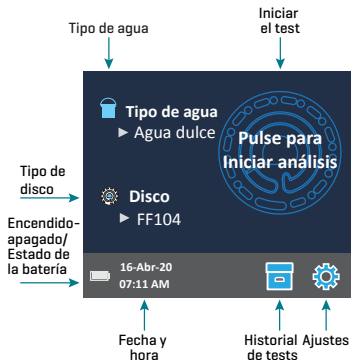 Tipo de agua
Iniciar
el test
Tipo de agua
Agua dulce
Pulse para
Iniciar análisis
Tipo de
disco
Disco
FF104
Encendido-
apagado/
Estado de
la batería
16-Abr-20
07:11 AM
Fecha y
hora
Historial
de tests
Ajustes